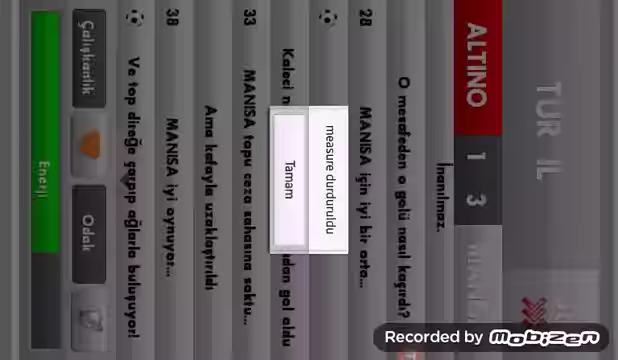 TUR İL
ALTINO 1 3
İnanılmaz.
O mesafeden o golü nasıl kaçırdı?
28 MANİSA için iyi bir orta...
Kaleci
gol aldu
33 MANİSA topu ceza sahasına soktu...
Ama kafayla uzaklaştırıldı
38 MANİSA iyi oynuyor...
Ve top direğe çarpıp ağlarla buluşuyor!
measure durduruldu
Tamam
Çalışkanlık
Odak
Enerji
Recorded by MOBIZEN